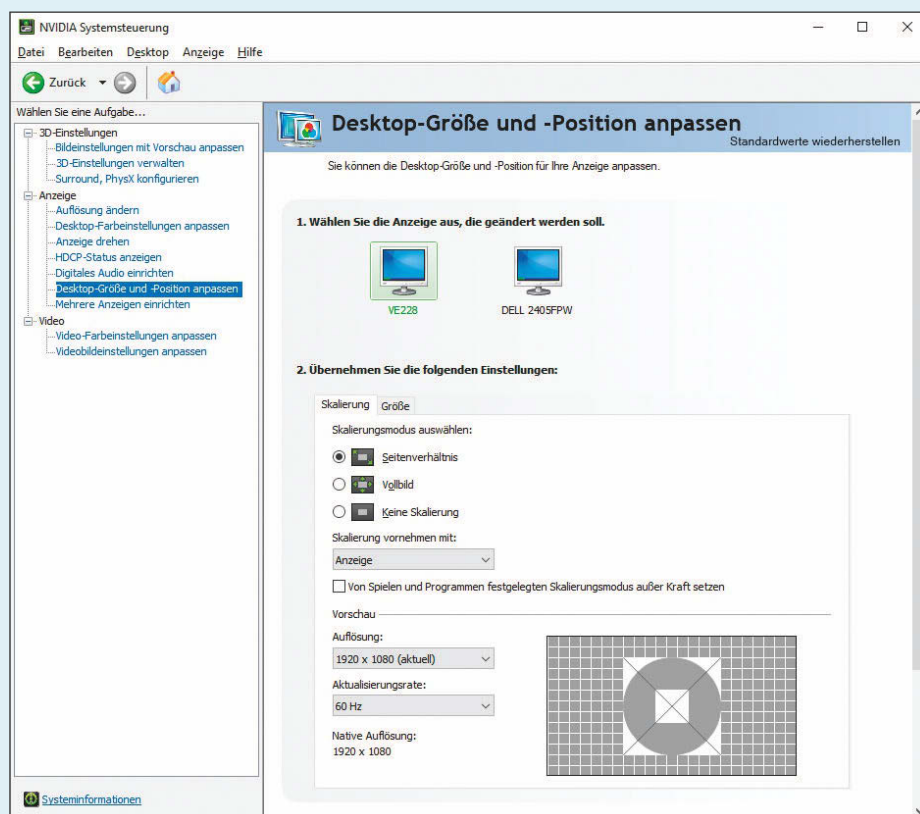 NVIDIA Systemsteuerung
Datei Bearbeiten Desktop Anzeige Hilfe
Zurück
Wählen Sie eine Aufgabe...
3D-Einstellungen
Bildeinstellungen mit Vorschau anpassen
3D-Einstellungen verwalten
Surround, PhysX konfigurieren
Anzeige
Auflösung ändern
Desktop-Farbeinstellungen anpassen
Anzeige drehen
HDCP-Status anzeigen
Digitales Audio einrichten
Desktop-Größe und -Position anpassen
Mehrere Anzeigen einrichten
Video
Video-Farbeinstellungen anpassen
Videobildeinstellungen anpassen
Systeminformationen
Desktop-Größe und -Position anpassen
Standardwerte wiederherstellen
Sie können die Desktop-Größe und -Position für Ihre Anzeige anpassen.
1. Wählen Sie die Anzeige aus, die geändert werden soll.
VE228 DELL 2405FPW
2. Übernehmen Sie die folgenden Einstellungen:
Skalierung Größe
Skalierungsmodus auswählen:
Seitenverhältnis
Vollbild
Keine Skalierung
Skalierung vornehmen mit:
Anzeige
Von Spielen und Programmen festgelegten Skalierungsmodus außer Kraft setzen
Vorschau
Auflösung:
1920 x 1080 (aktuell)
Aktualisierungsrate:
60 Hz
Native Auflösung:
1920 x 1080